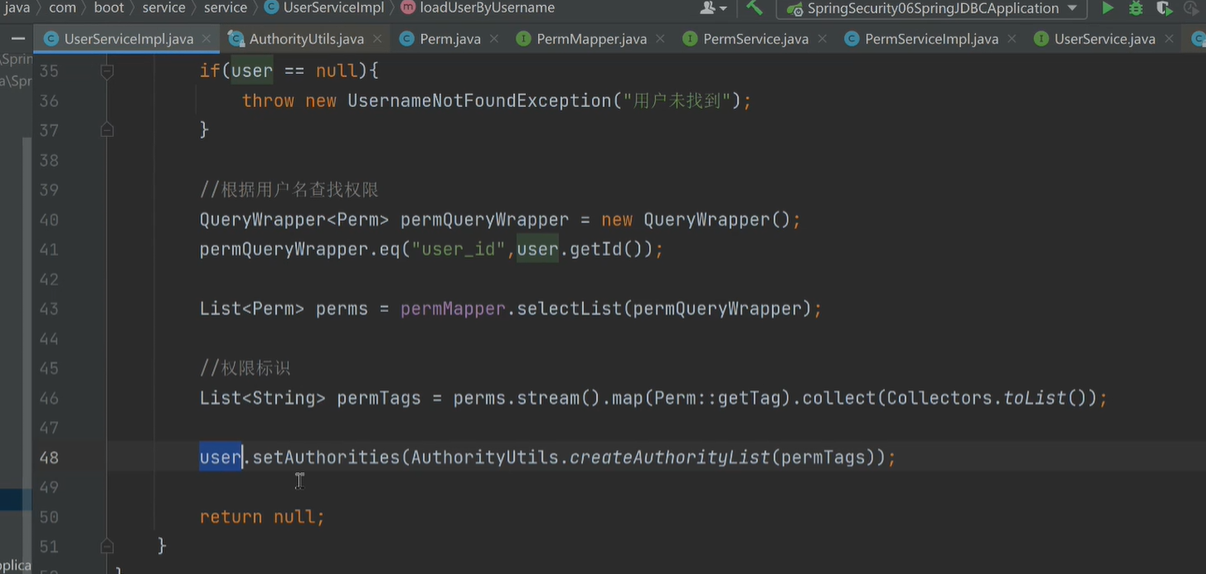 java com boot service service UserServiceImpl loadUserByUsername SpringSecurity06SpringJDBCApplication
UserServiceImpl.java AuthorityUtils.java Perm.java PermMapper.java PermService.java PermServiceImpl.java UserService.java
35 if(user == null){
36 throw new UsernameNotFoundException("用户未找到");
37 }
38
39 //根据用户名查找权限
40 QueryWrapper<Perm> permQueryWrapper = new QueryWrapper();
41 permQueryWrapper.eq("user_id",user.getId());
42
43 List<Perm> perms = permMapper.selectList(permQueryWrapper);
44
45 //权限标识
46 List<String> permTags = perms.stream().map(Perm::getTag).collect(Collectors.toList());
47
48 user.setAuthorities(AuthorityUtils.createAuthorityList(permTags));
49
50 return null;
51 }